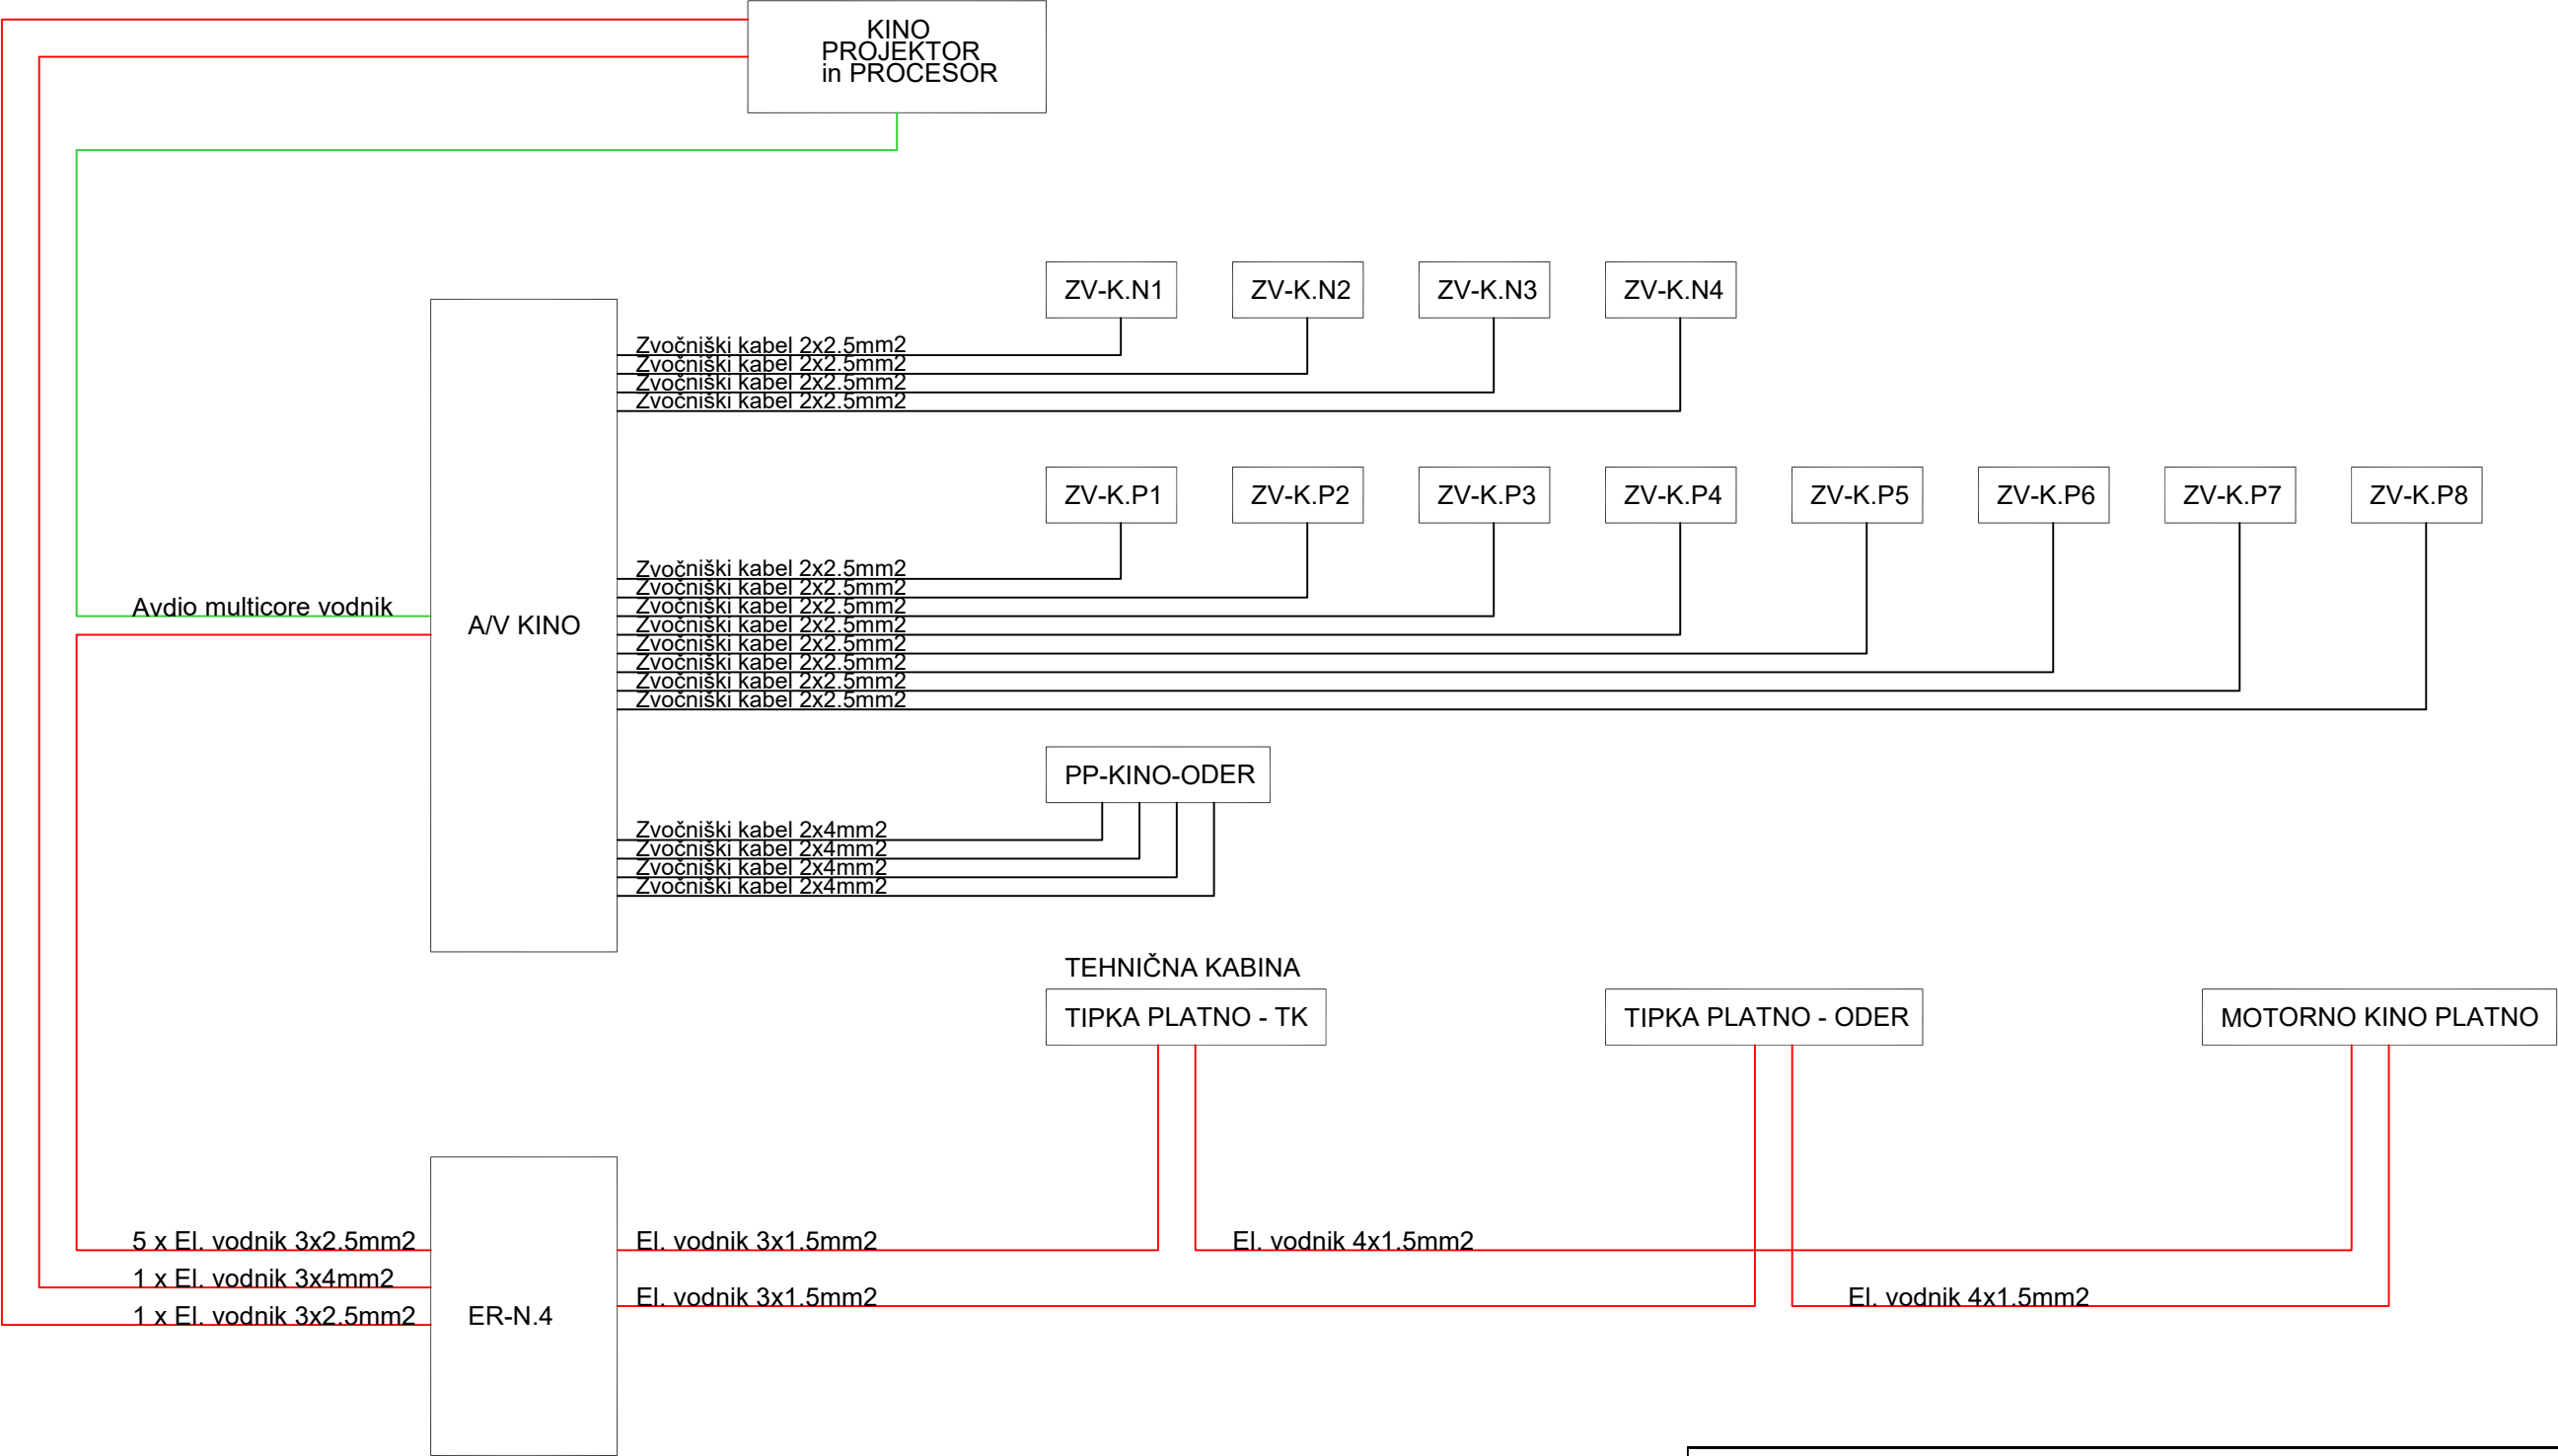 KINO
PROJEKTOR
in PROCESOR
ZV-K.N1
ZV-K.N2
ZV-K.N3
ZV-K.N4
Zvočniški kabel 2x2.5mm2
Zvočniški kabel 2x2.5mm2
Zvočniški kabel 2x2.5mm2
Zvočniški kabel 2x2.5mm2
ZV-K.P1
ZV-K.P2
ZV-K.P3
ZV-K.P4
ZV-K.P5
ZV-K.P6
ZV-K.P7
ZV-K.P8
Zvočniški kabel 2x2.5mm2
Zvočniški kabel 2x2.5mm2
Zvočniški kabel 2x2.5mm2
Zvočniški kabel 2x2.5mm2
Zvočniški kabel 2x2.5mm2
Zvočniški kabel 2x2.5mm2
Zvočniški kabel 2x2.5mm2
Zvočniški kabel 2x2.5mm2
Avdio multicore vodnik
A/V KINO
PP-KINO-ODER
Zvočniški kabel 2x4mm2
Zvočniški kabel 2x4mm2
Zvočniški kabel 2x4mm2
Zvočniški kabel 2x4mm2
TEHNIČNA KABINA
TIPKA PLATNO - TK
TIPKA PLATNO - ODER
MOTORNO KINO PLATNO
5 x El. vodnik 3x2.5mm2
1 x El. vodnik 3x4mm2
1 x El. vodnik 3x2.5mm2
ER-N.4
El. vodnik 3x1.5mm2
El. vodnik 4x1.5mm2
El. vodnik 3x1.5mm2
El. vodnik 4x1.5mm2